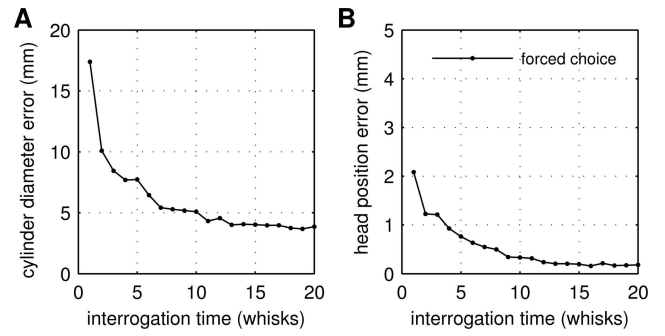 A
cylinder diameter error (mm)
20
15
10
5
0
0 5 10 15 20
interrogation time (whisks)
B
head position error (mm)
5
4
3
2
1
0
forced choice
0 5 10 15 20
interrogation time (whisks)